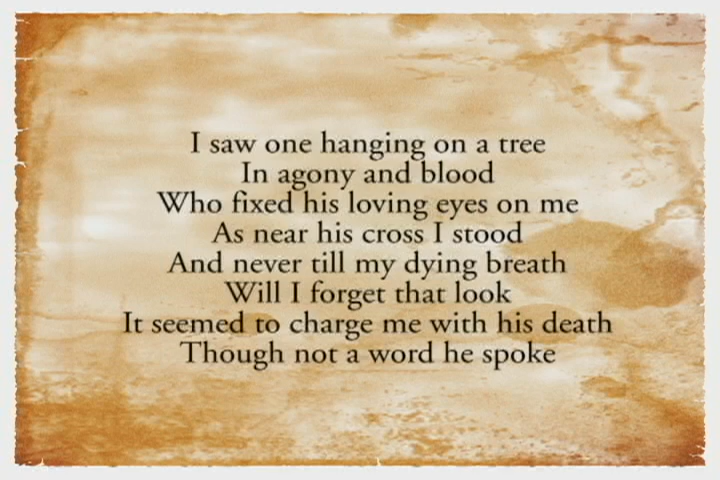 I saw one hanging on a tree
In agony and blood
Who fixed his loving eyes on me
As near his cross I stood
And never till my dying breath
Will I forget that look
It seemed to charge me with his death
Though not a word he spoke